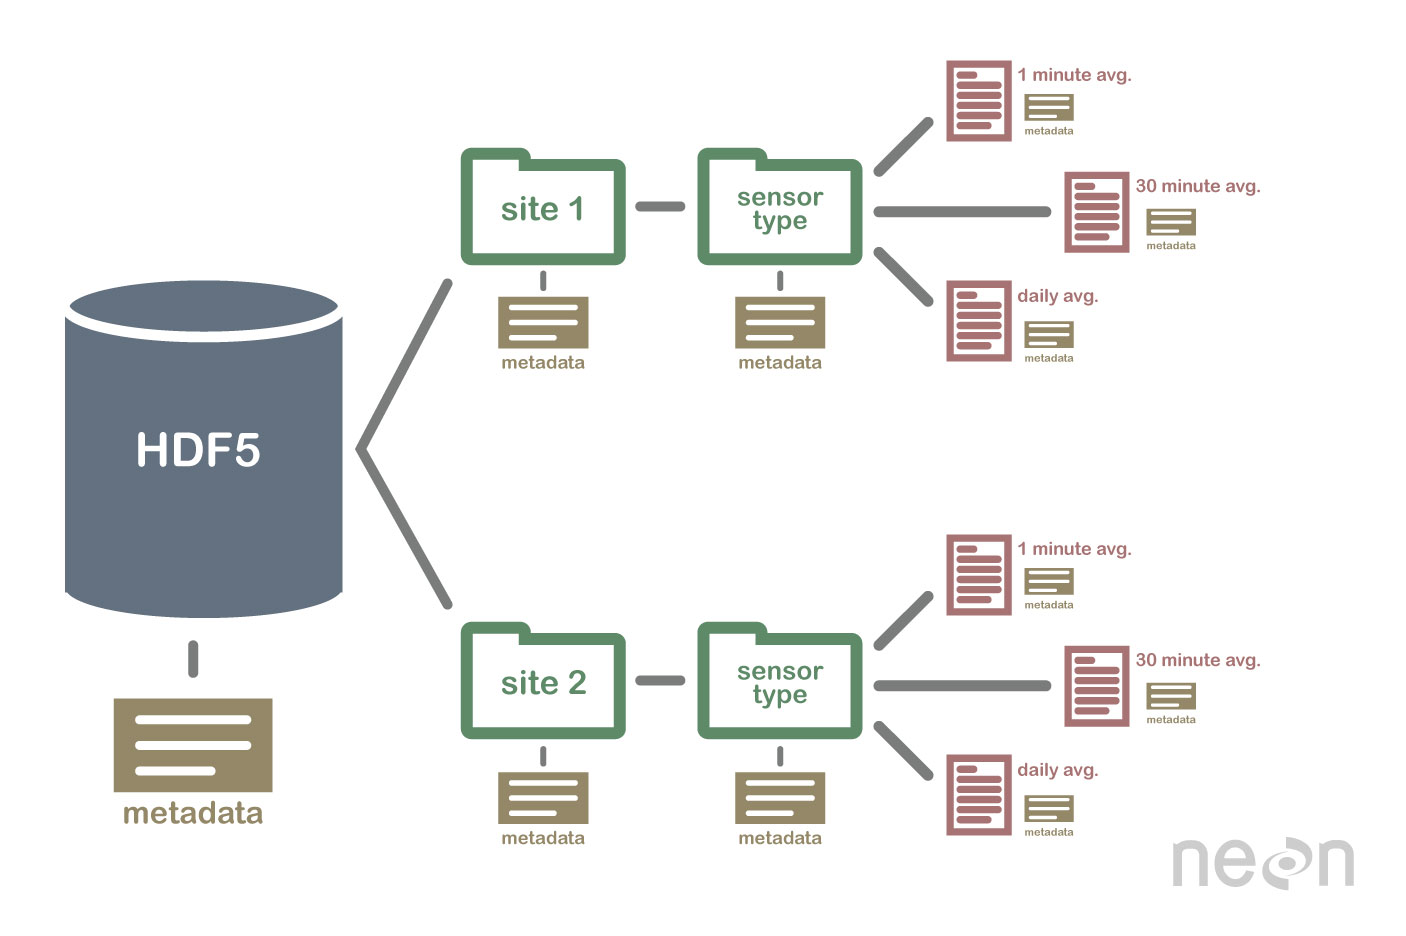 HDF5
metadata
site 1
metadata
sensor
type
metadata
1 minute avg.
metadata
30 minute avg.
metadata
daily avg.
metadata
site 2
metadata
sensor
type
metadata
1 minute avg.
metadata
30 minute avg.
metadata
daily avg.
metadata
neon